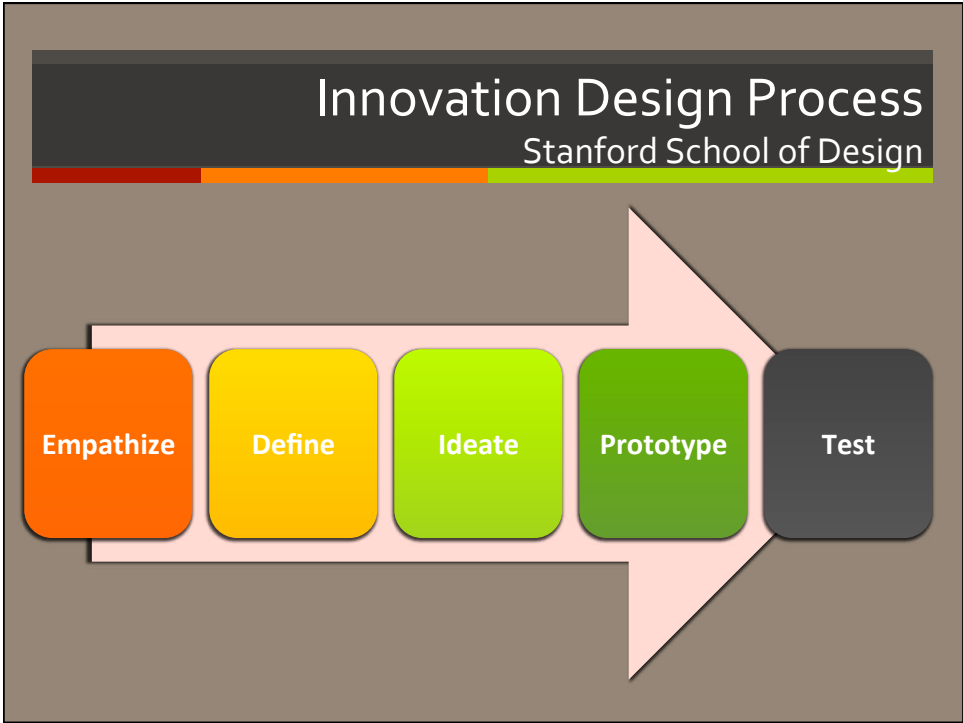 Innovation Design Process
Stanford School of Design
Empathize
Define
Ideate
Prototype
Test